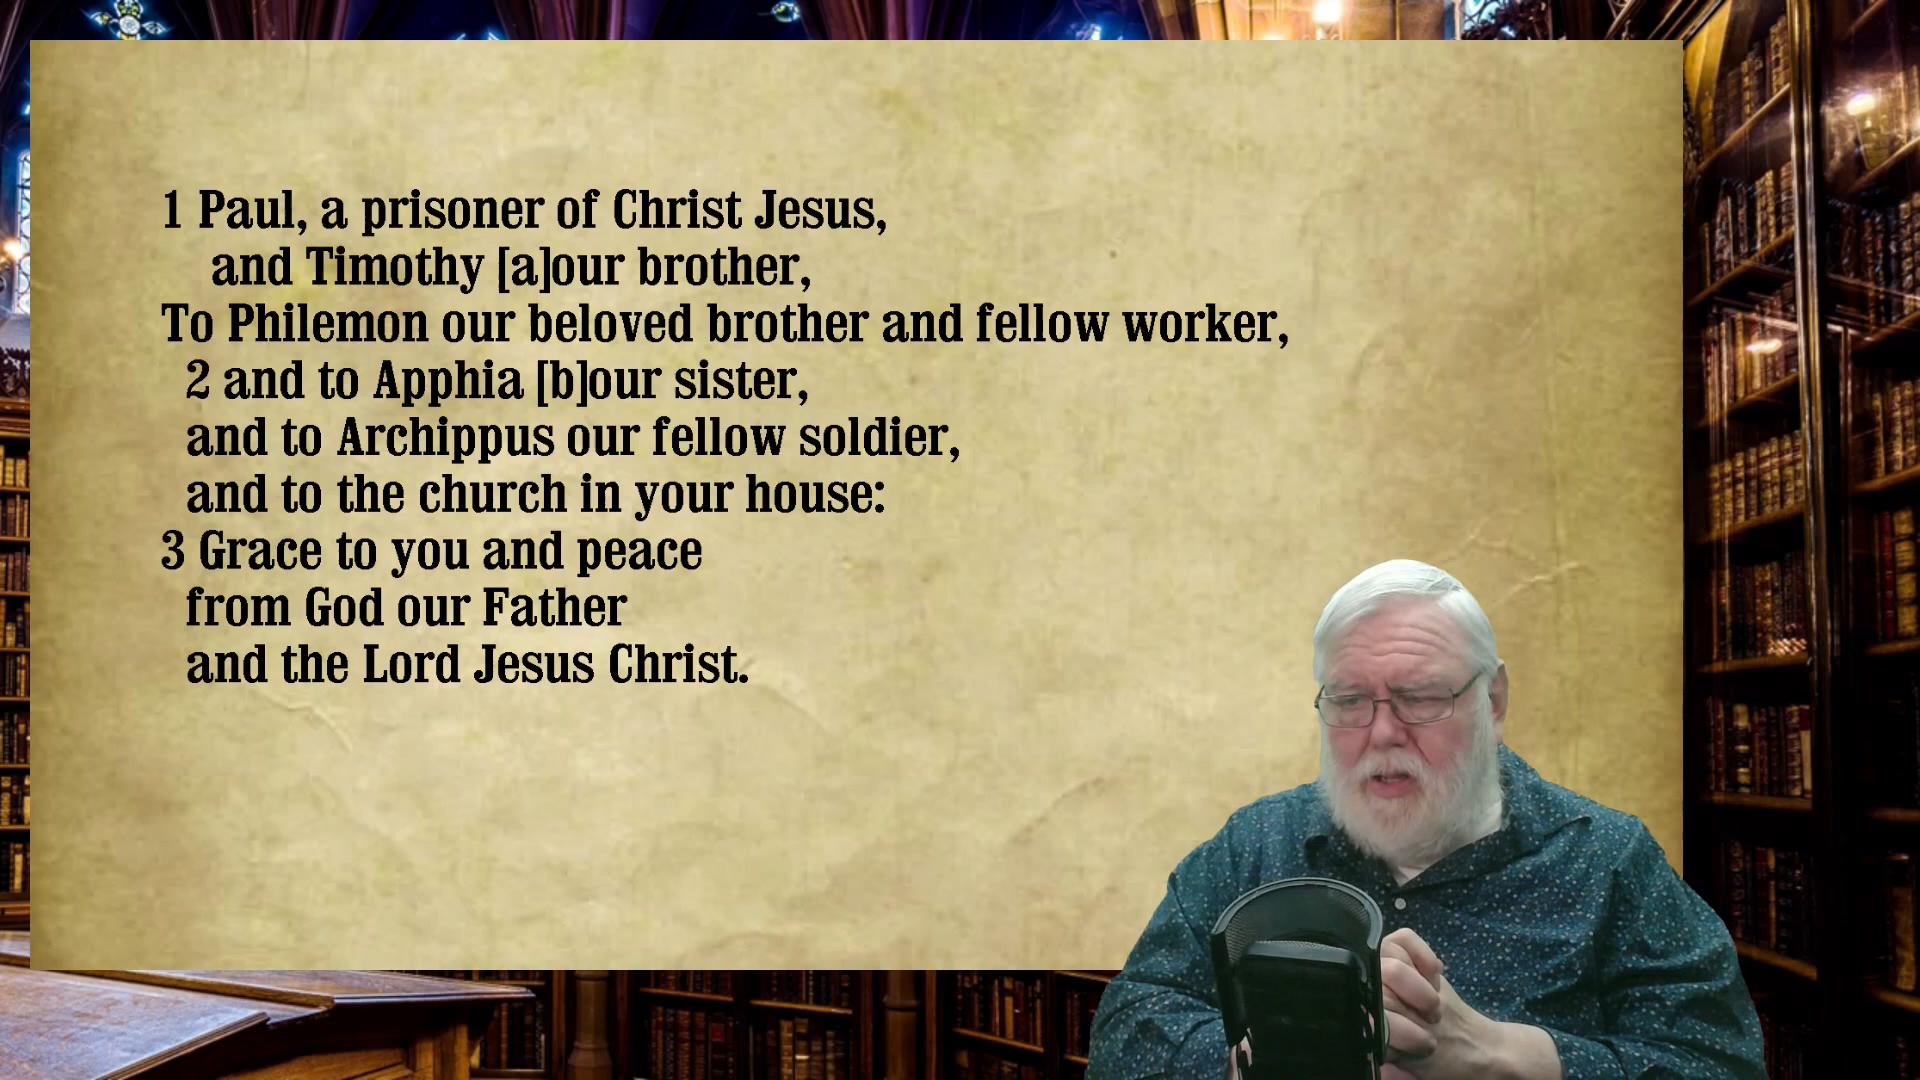 1 Paul, a prisoner of Christ Jesus,
and Timothy [a]our brother,
To Philemon our beloved brother and fellow worker,
2 and to Apphia [b]our sister,
and to Archippus our fellow soldier,
and to the church in your house:
3 Grace to you and peace
from God our Father
and the Lord Jesus Christ.